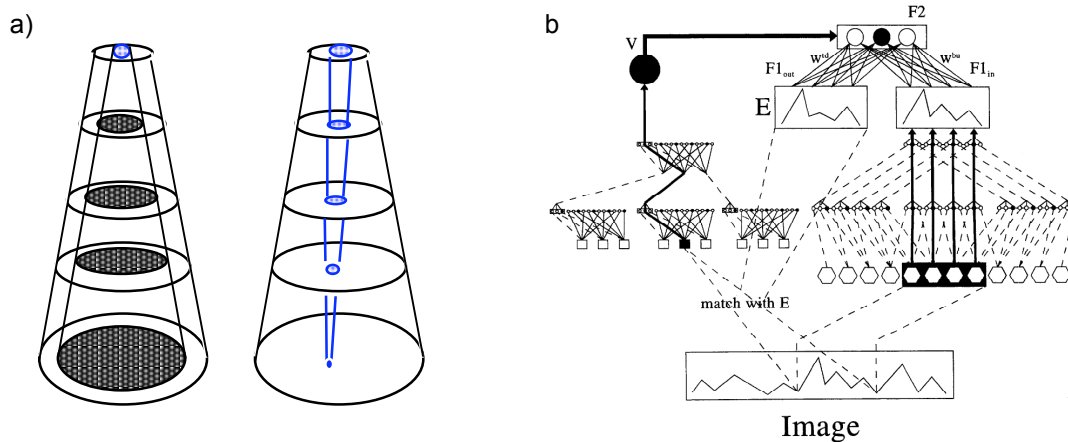 a)
b
F2
V
W^td
W^bu
F1_out
F1_in
E
match with E
Image